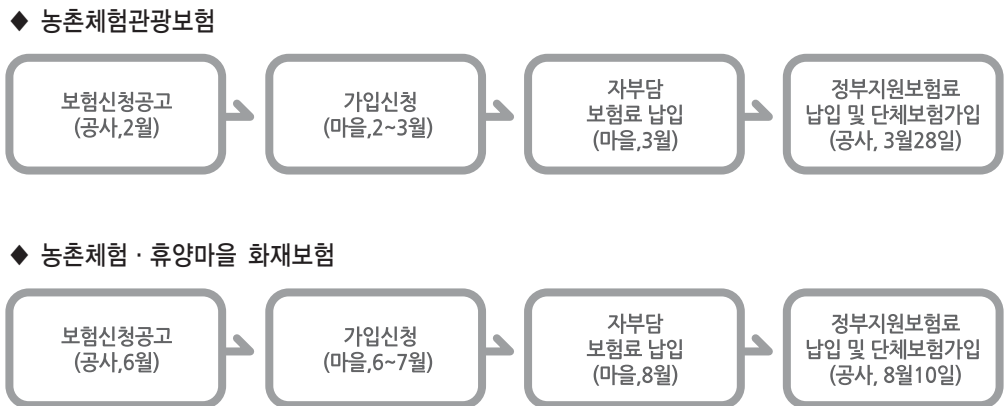 ◆ 농촌체험관광보험
보험신청공고
(공사,2월)
가입신청
(마을,2~3월)
자부담
보험료 납입
(마을,3월)
정부지원보험료
납입 및 단체보험가입
(공사, 3월28일)
◆ 농촌체험 · 휴양마을 화재보험
보험신청공고
(공사,6월)
가입신청
(마을,6~7월)
자부담
보험료 납입
(마을,8월)
정부지원보험료
납입 및 단체보험가입
(공사, 8월10일)